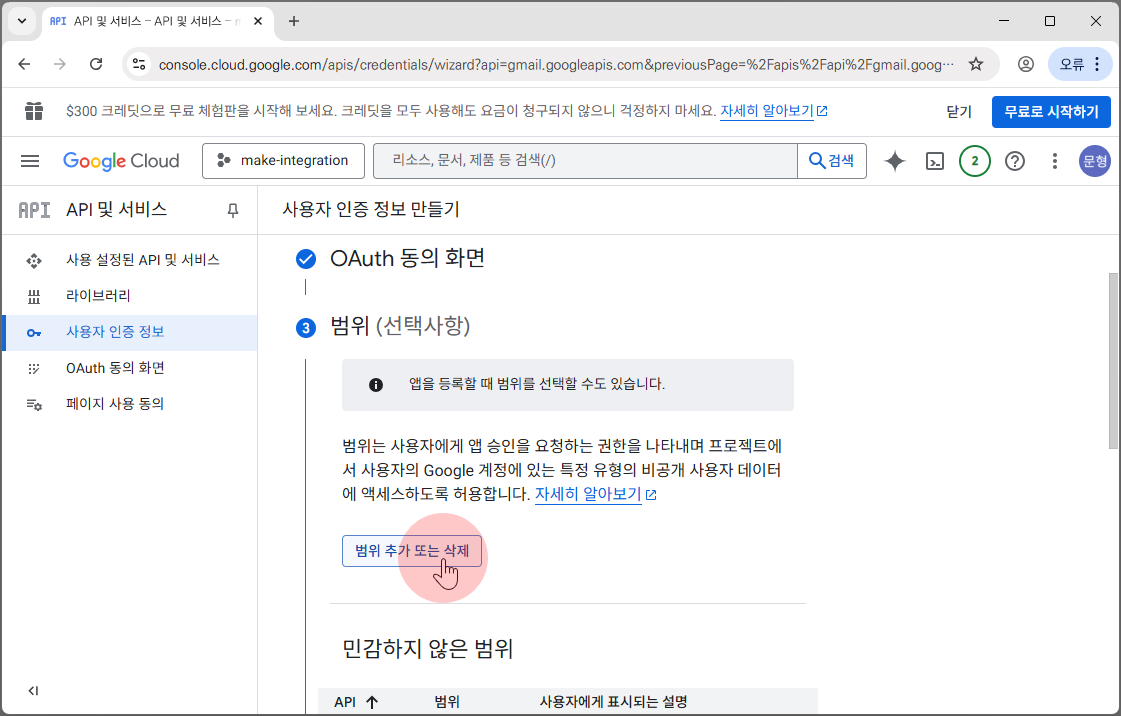 API API 및 서비스 – API 및 서비스 –
console.cloud.google.com/apis/credentials/wizard?api=gmail.googleapis.com&previousPage=%2Fapis%2Fapi%2Fgmail.goog…
오류
$300 크레딧으로 무료 체험판을 시작해 보세요. 크레딧을 모두 사용해도 요금이 청구되지 않으니 걱정하지 마세요. 자세히 알아보기
닫기
무료로 시작하기
Google Cloud
make-integration
리소스, 문서, 제품 등 검색(/)
검색
2
문형
API API 및 서비스
사용자 인증 정보 만들기
사용 설정된 API 및 서비스
라이브러리
사용자 인증 정보
OAuth 동의 화면
페이지 사용 동의
OAuth 동의 화면
3 범위 (선택사항)
앱을 등록할 때 범위를 선택할 수도 있습니다.
범위는 사용자에게 앱 승인을 요청하는 권한을 나타내며 프로젝트에
서 사용자의 Google 계정에 있는 특정 유형의 비공개 사용자 데이터
에 액세스하도록 허용합니다. 자세히 알아보기
범위 추가 또는 삭제
민감하지 않은 범위
API 범위 사용자에게 표시되는 설명